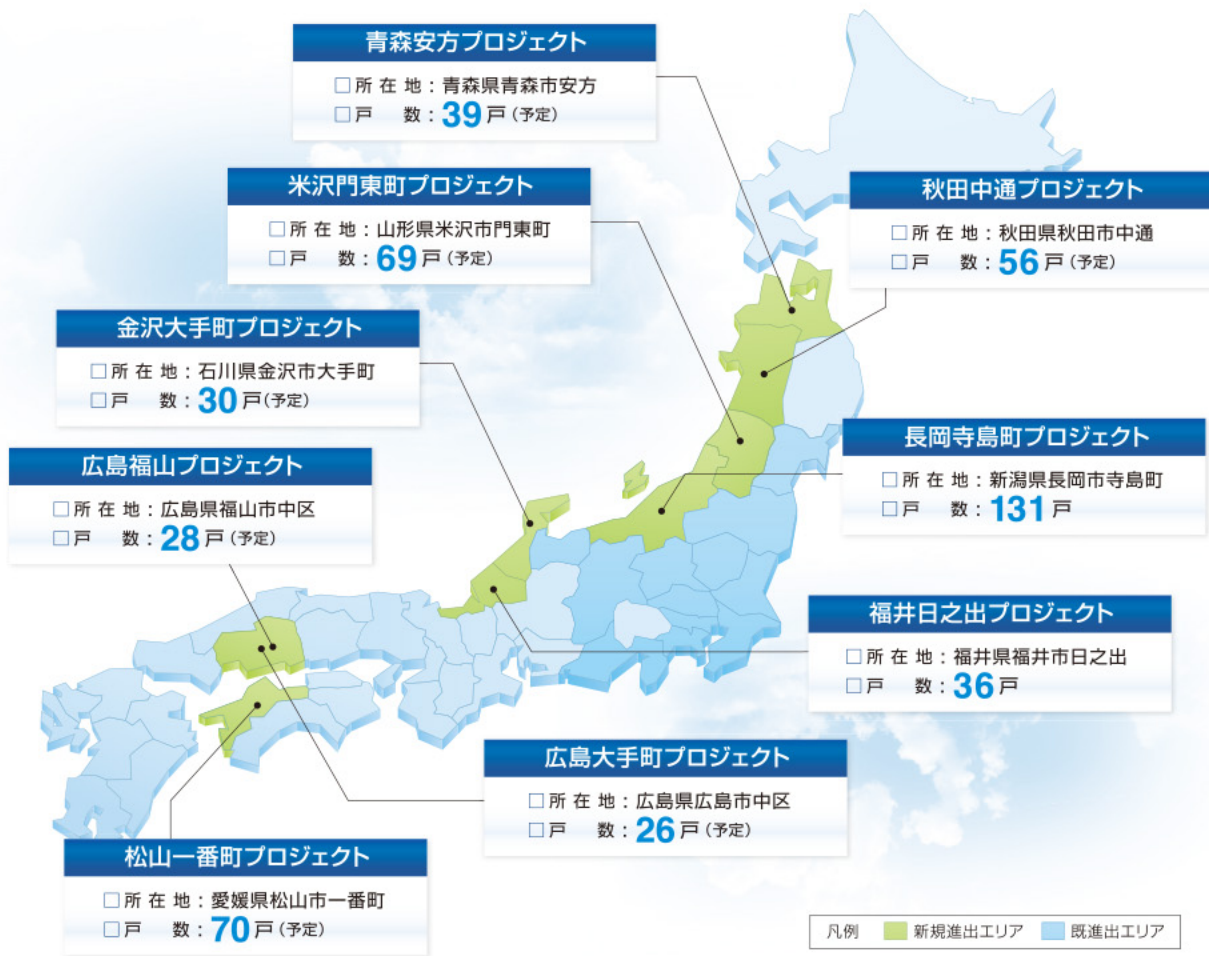 青森安方プロジェクト
□所在地：青森県青森市安方
□戸　数：39戸（予定）
米沢門東町プロジェクト
□所在地：山形県米沢市門東町
□戸　数：69戸（予定）
秋田中通プロジェクト
□所在地：秋田県秋田市中通
□戸　数：56戸（予定）
金沢大手町プロジェクト
□所在地：石川県金沢市大手町
□戸　数：30戸（予定）
長岡寺島町プロジェクト
□所在地：新潟県長岡市寺島町
□戸　数：131戸
広島福山プロジェクト
□所在地：広島県福山市中区
□戸　数：28戸（予定）
福井日之出プロジェクト
□所在地：福井県福井市日之出
□戸　数：36戸
広島大手町プロジェクト
□所在地：広島県広島市中区
□戸　数：26戸（予定）
松山一番町プロジェクト
□所在地：愛媛県松山市一番町
□戸　数：70戸（予定）
凡例　新規進出エリア　既進出エリア